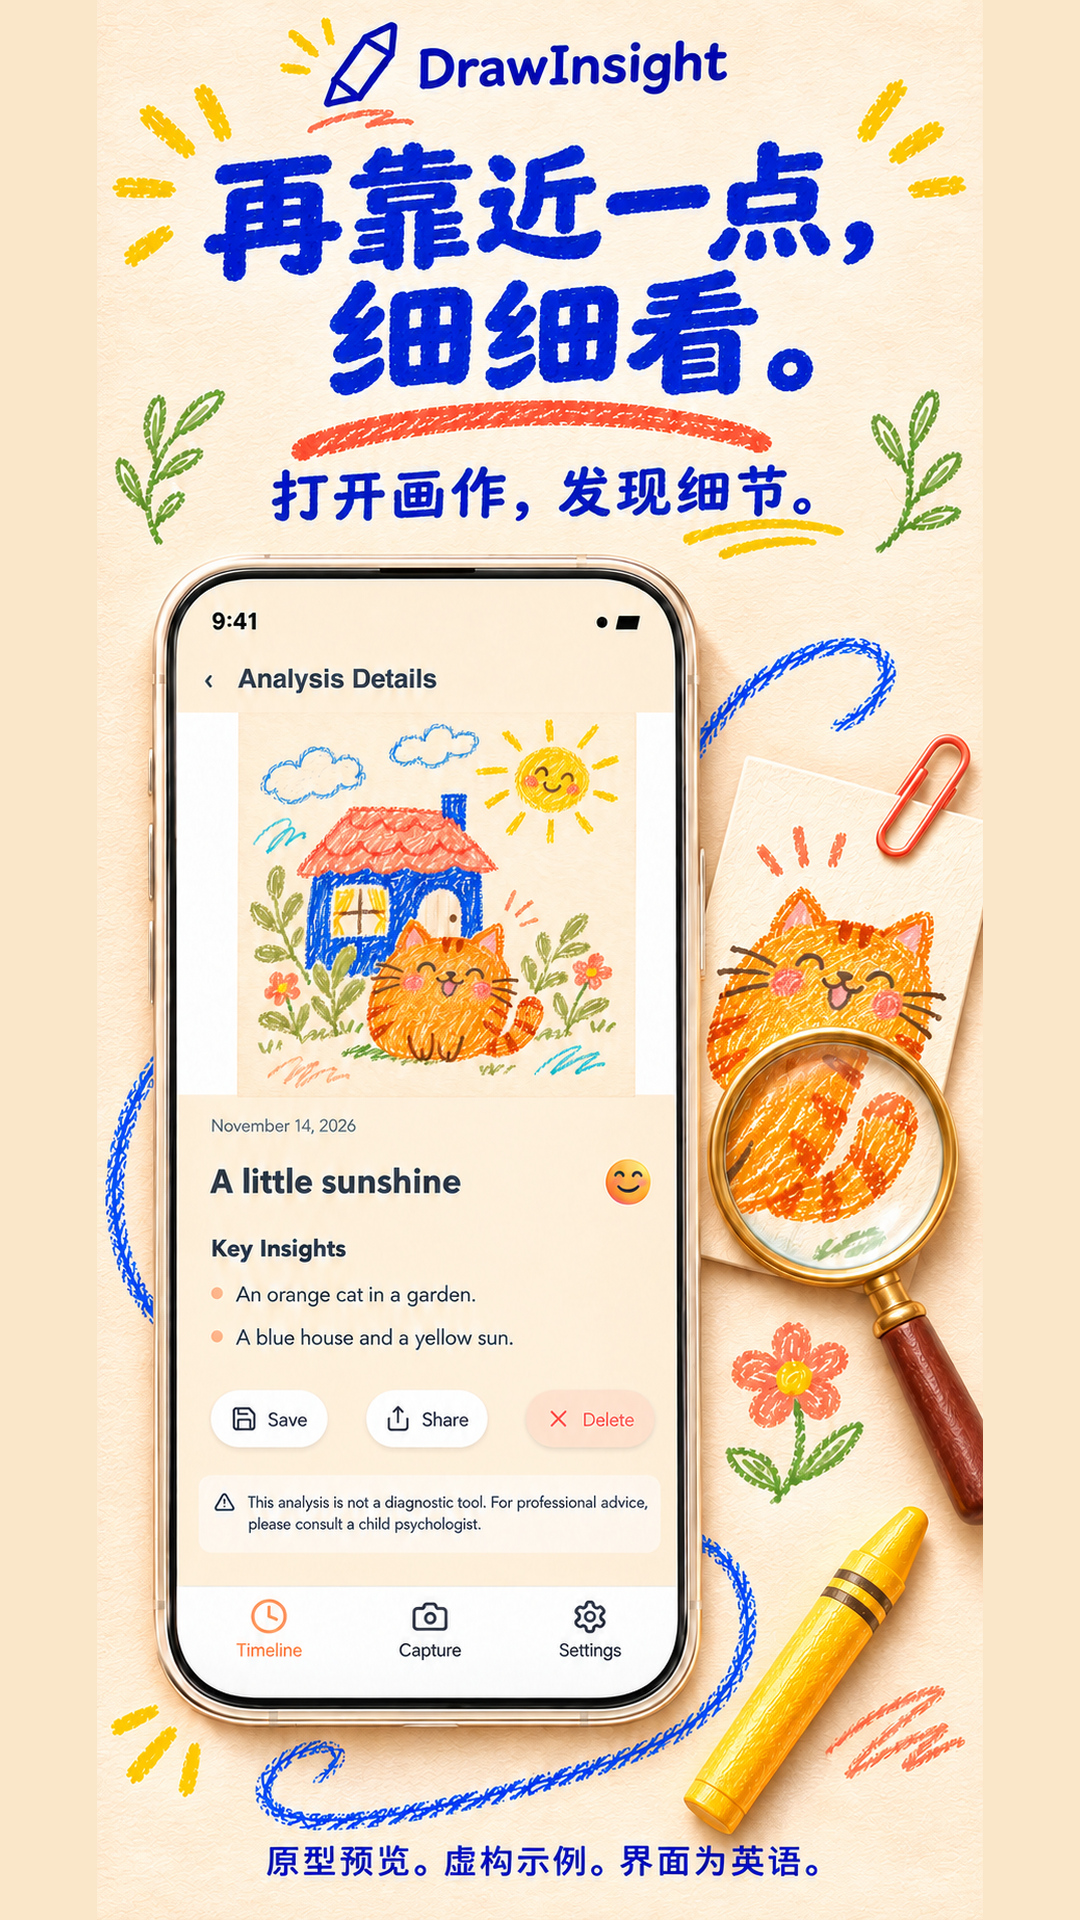 DrawInsight
再靠近一点，
细细看。
打开画作，发现细节。
9:41
‹ Analysis Details
November 14, 2026
A little sunshine
Key Insights
An orange cat in a garden.
A blue house and a yellow sun.
Save
Share
Delete
This analysis is not a diagnostic tool. For professional advice,
please consult a child psychologist.
Timeline
Capture
Settings
原型预览。虚构示例。界面为英语。